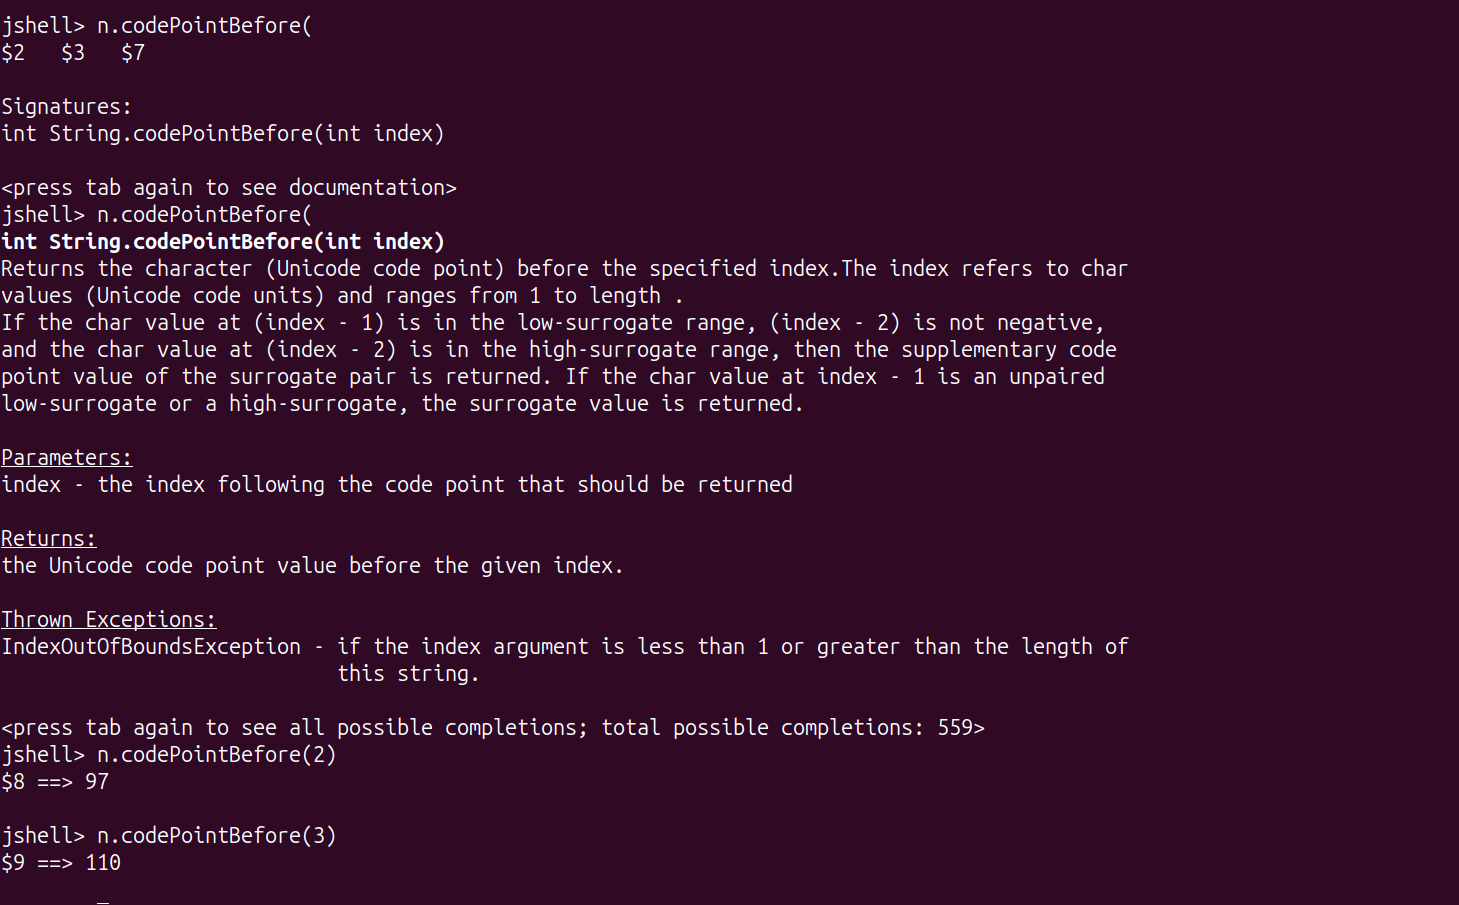 jshell> n.codePointBefore(
$2   $3   $7
Signatures:
int String.codePointBefore(int index)
<press tab again to see documentation>
jshell> n.codePointBefore(
int String.codePointBefore(int index)
Returns the character (Unicode code point) before the specified index.The index refers to char
values (Unicode code units) and ranges from 1 to length .
If the char value at (index - 1) is in the low-surrogate range, (index - 2) is not negative,
and the char value at (index - 2) is in the high-surrogate range, then the supplementary code
point value of the surrogate pair is returned. If the char value at index - 1 is an unpaired
low-surrogate or a high-surrogate, the surrogate value is returned.
Parameters:
index - the index following the code point that should be returned
Returns:
the Unicode code point value before the given index.
Thrown Exceptions:
IndexOutOfBoundsException - if the index argument is less than 1 or greater than the length of
this string.
<press tab again to see all possible completions; total possible completions: 559>
jshell> n.codePointBefore(2)
$8 ==> 97
jshell> n.codePointBefore(3)
$9 ==> 110